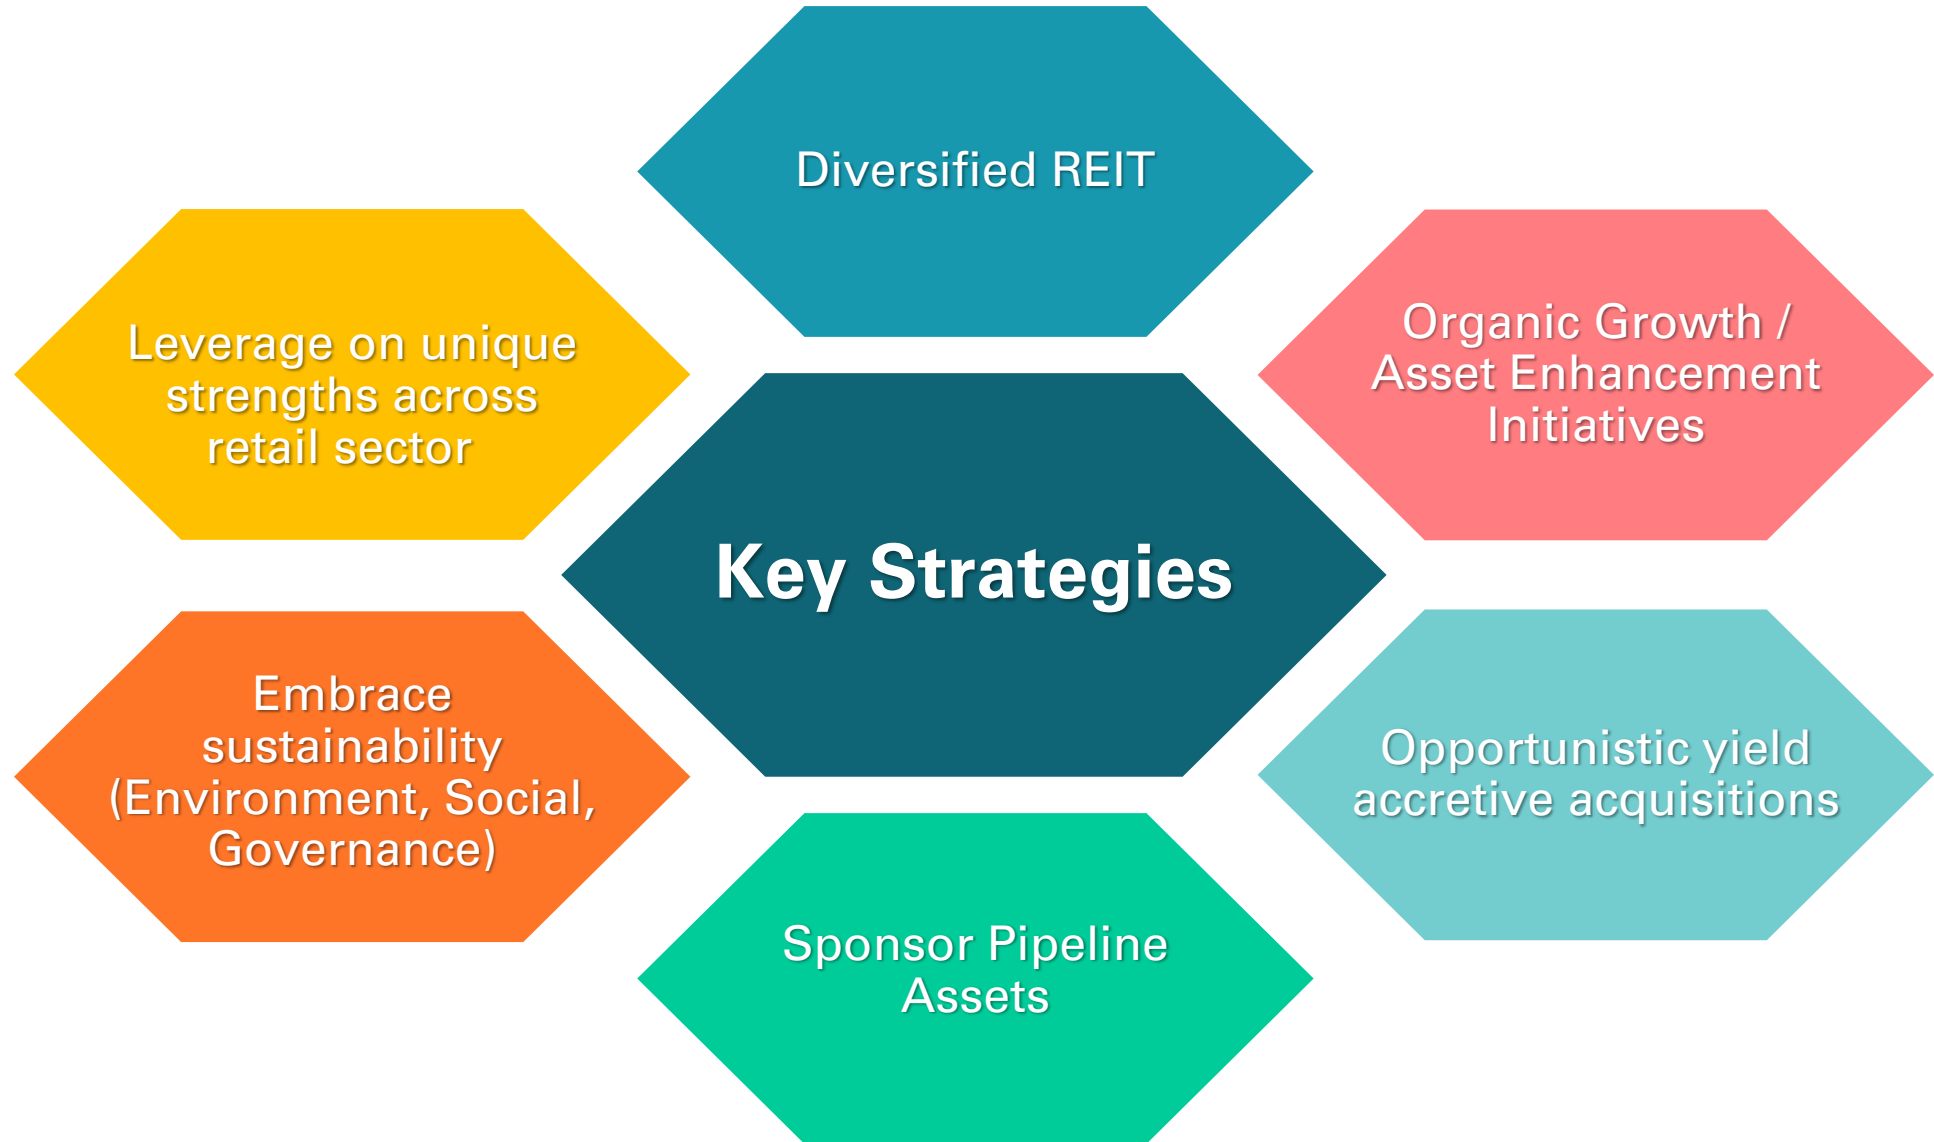 Diversified REIT
Leverage on unique
strengths across
retail sector
Organic Growth /
Asset Enhancement
Initiatives
Key Strategies
Embrace
sustainability
(Environment, Social,
Governance)
Opportunistic yield
accretive acquisitions
Sponsor Pipeline
Assets